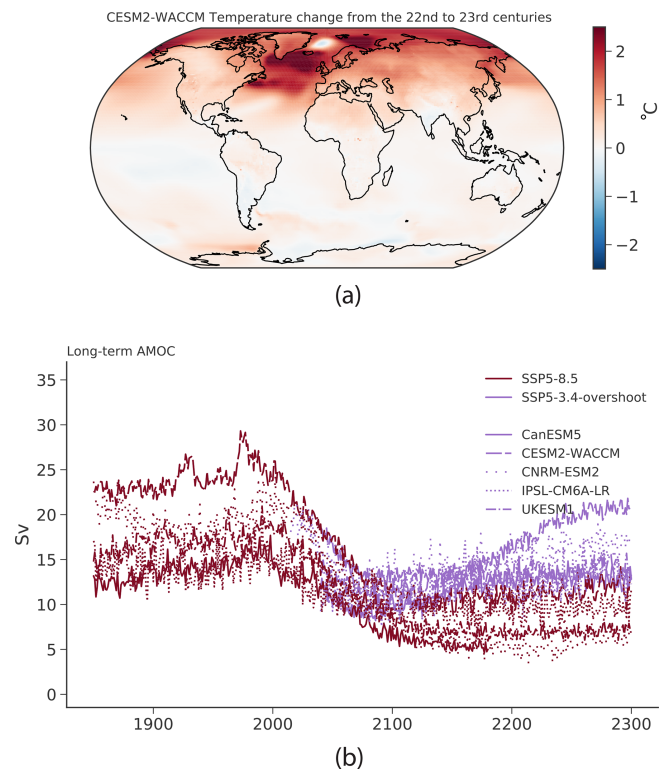 CESM2-WACCM Temperature change from the 22nd to 23rd centuries
2
1
0
−1
−2
°C
(a)
Long-term AMOC
35
30
25
20
15
10
5
0
Sv
SSP5-8.5
SSP5-3.4-overshoot
CanESM5
CESM2-WACCM
CNRM-ESM2
IPSL-CM6A-LR
UKESM1
1900
2000
2100
2200
2300
(b)